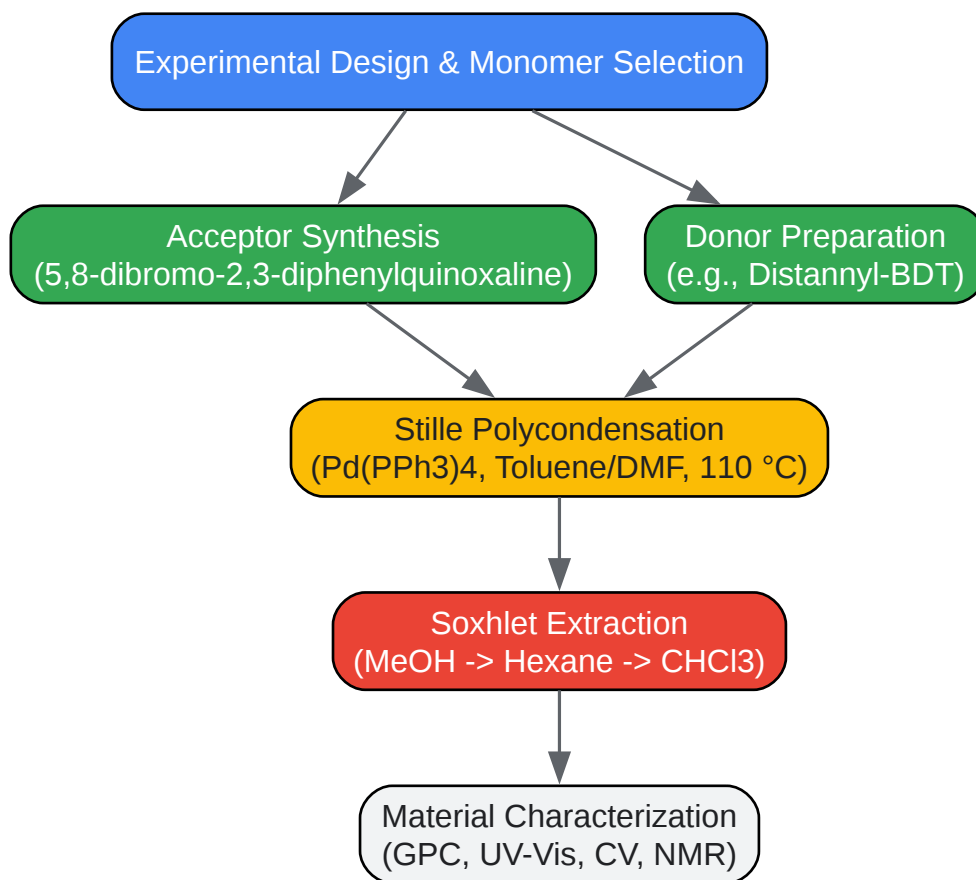 Experimental Design & Monomer Selection
Acceptor Synthesis
(5,8-dibromo-2,3-diphenylquinoxaline)
Donor Preparation
(e.g., Distannyl-BDT)
Stille Polycondensation
(Pd(PPh3)4, Toluene/DMF, 110 °C)
Soxhlet Extraction
(MeOH -> Hexane -> CHCl3)
Material Characterization
(GPC, UV-Vis, CV, NMR)